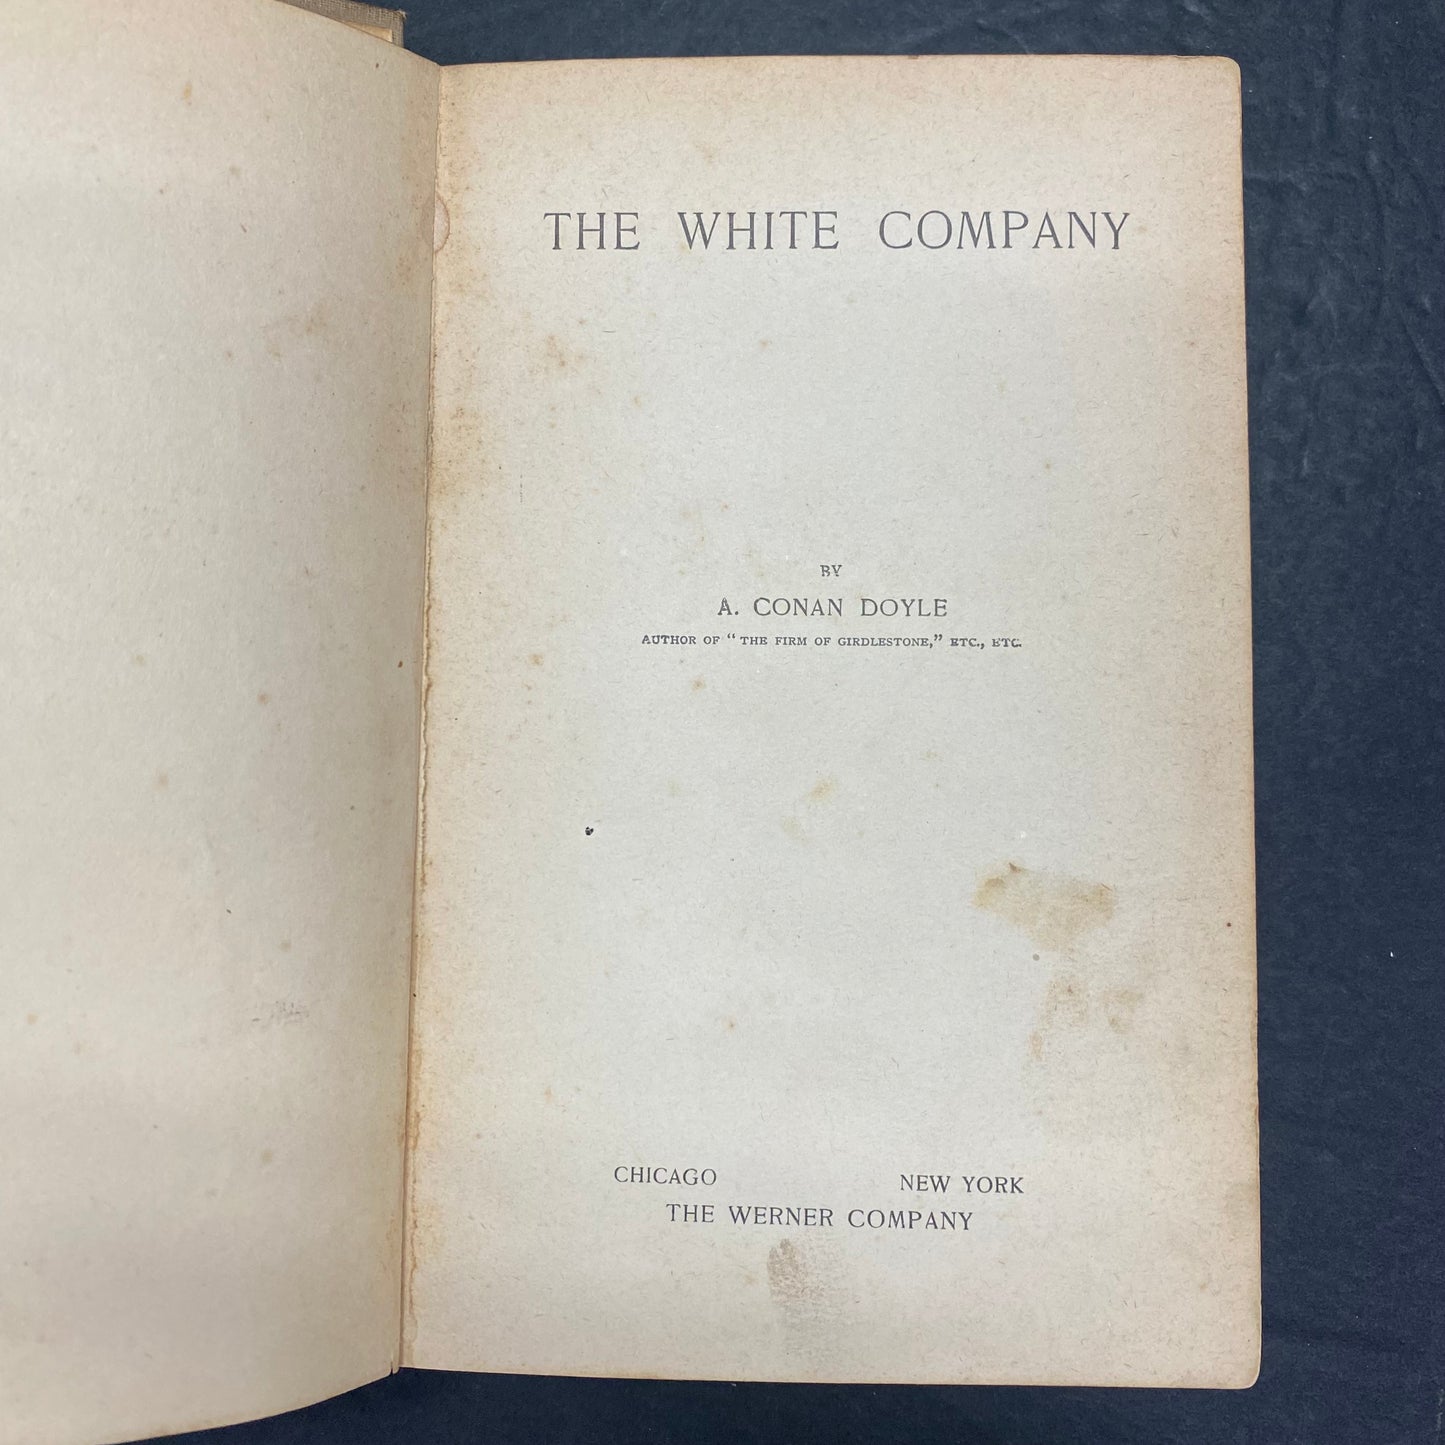 THE WHITE COMPANY
BY
A. CONAN DOYLE
AUTHOR OF “THE FIRM OF GIRDLESTONE,” ETC., ETC.
CHICAGO NEW YORK
THE WERNER COMPANY